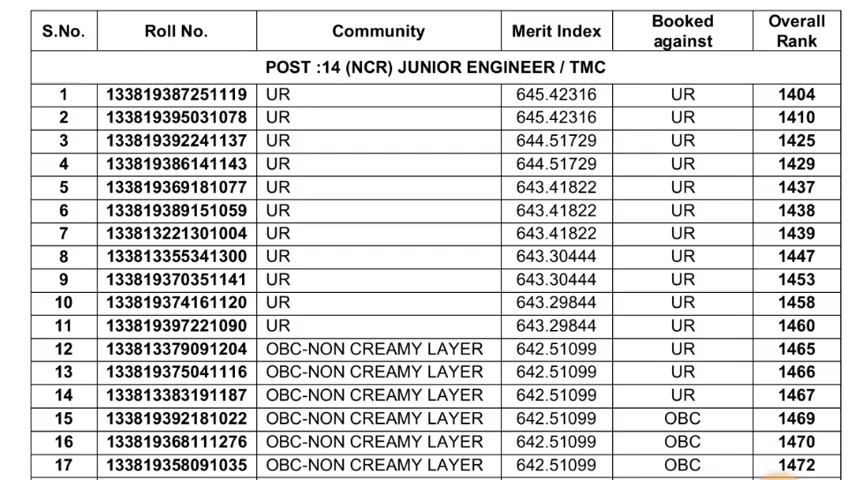 S.No. Roll No. Community Merit Index Booked against Overall Rank
POST :14 (NCR) JUNIOR ENGINEER / TMC
1 133819387251119 UR 645.42316 UR 1404
2 133819395031078 UR 645.42316 UR 1410
3 133819392241137 UR 644.51729 UR 1425
4 133819386141143 UR 644.51729 UR 1429
5 133819369181077 UR 643.41822 UR 1437
6 133819389151059 UR 643.41822 UR 1438
7 133813221301004 UR 643.41822 UR 1439
8 133813355341300 UR 643.30444 UR 1447
9 133819370351141 UR 643.30444 UR 1453
10 133819374161120 UR 643.29844 UR 1458
11 133819397221090 UR 643.29844 UR 1460
12 133813379091204 OBC-NON CREAMY LAYER 642.51099 UR 1465
13 133819375041116 OBC-NON CREAMY LAYER 642.51099 UR 1466
14 133813383191187 OBC-NON CREAMY LAYER 642.51099 UR 1467
15 133819392181022 OBC-NON CREAMY LAYER 642.51099 OBC 1469
16 133819368111276 OBC-NON CREAMY LAYER 642.51099 OBC 1470
17 133819358091035 OBC-NON CREAMY LAYER 642.51099 OBC 1472